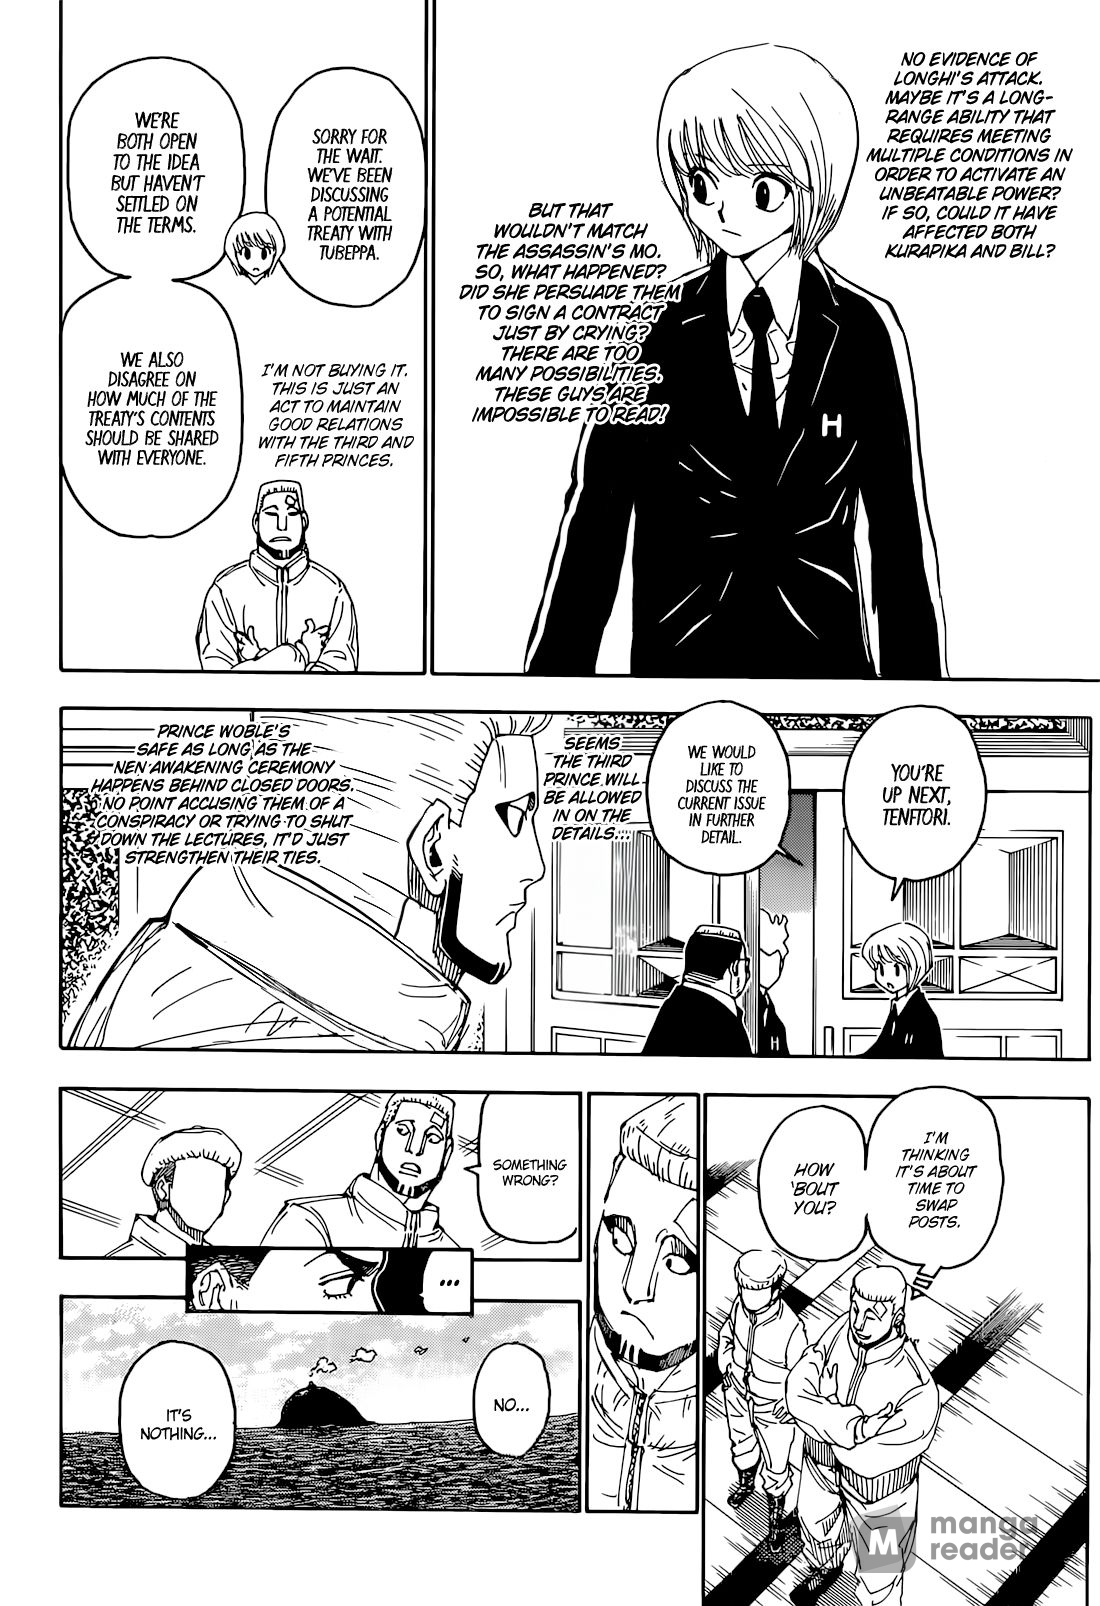 NO EVIDENCE OF
LONGHI'S ATTACK.
MAYBE IT'S A LONG-
RANGE ABILITY THAT
REQUIRES MEETING
MULTIPLE CONDITIONS IN
ORDER TO ACTIVATE AN
UNBEATABLE POWER?
IF SO, COULD IT HAVE
AFFECTED BOTH
KURAPIKA AND BILL?
BUT THAT
WOULDN'T MATCH
THE ASSASSIN'S MO.
SO, WHAT HAPPENED?
DID SHE PERSUADE THEM
TO SIGN A CONTRACT
JUST BY CRYING?
THERE ARE TOO
MANY POSSIBILITIES.
THESE GUYS ARE
IMPOSSIBLE TO READ!
H
SORRY FOR
THE WAIT.
WE'VE BEEN
DISCUSSING
A POTENTIAL
TREATY WITH
TUBEPPA.
WE'RE
BOTH OPEN
TO THE IDEA
BUT HAVEN'T
SETTLED ON
THE TERMS.
WE ALSO
DISAGREE ON
HOW MUCH OF THE
TREATY'S CONTENTS
SHOULD BE SHARED
WITH EVERYONE.
I'M NOT BUYING IT.
THIS IS JUST AN
ACT TO MAINTAIN
GOOD RELATIONS
WITH THE THIRD AND
FIFTH PRINCES.
YOU'RE
UP NEXT,
TENFTORI.
WE WOULD
LIKE TO
DISCUSS THE
CURRENT ISSUE
IN FURTHER
DETAIL.
H
H
SEEMS
THE THIRD
PRINCE WILL
BE ALLOWED
IN ON THE
DETAILS...
PRINCE WOBLE'S
SAFE AS LONG AS THE
NEN AWAKENING CEREMONY
HAPPENS BEHIND CLOSED DOORS.
NO POINT ACCUSING THEM OF A
CONSPIRACY OR TRYING TO SHUT
DOWN THE LECTURES, IT'D JUST
STRENGTHEN THEIR TIES.
I'M
THINKING
IT'S ABOUT
TIME TO
SWAP
POSTS.
HOW
'BOUT
YOU?
SOMETHING
WRONG?
...
NO...
IT'S
NOTHING...
M
manga
reader